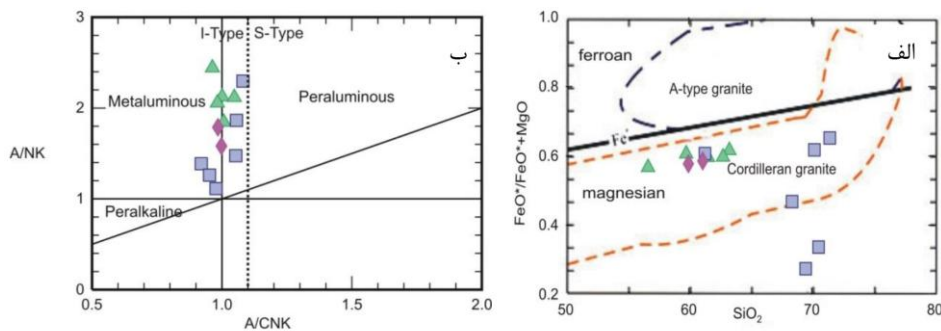 3
2
1
0
0.5
1.0
1.5
2.0
A/NK
A/CNK
I-Type
S-Type
ب
Metaluminous
Peraluminous
Peralkaline
1.0
0.8
0.6
0.4
0.2
50
60
70
80
FeO*/FeO*+MgO
SiO2
الف
ferroan
A-type granite
Fe*
Cordilleran granite
magnesian